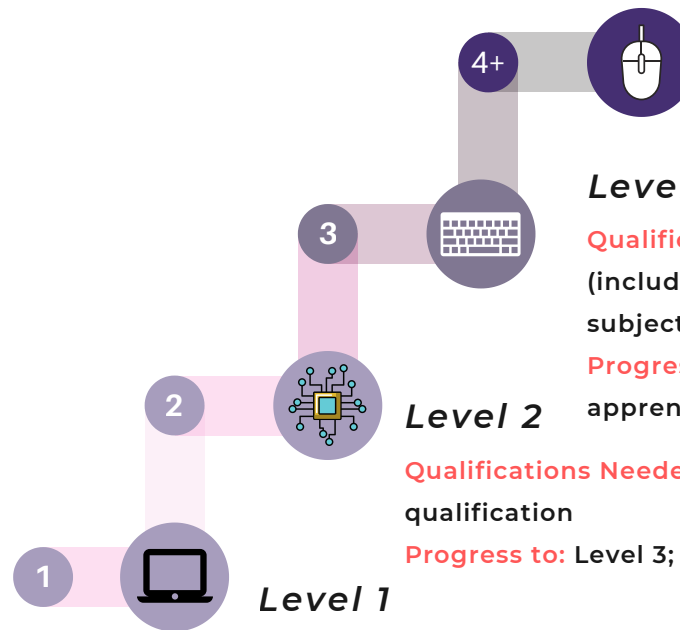 4+
Leve
Qualific
(includ
subject
Progres
appren
3
2
Level 2
Qualifications Neede
qualification
Progress to: Level 3;
1
Level 1